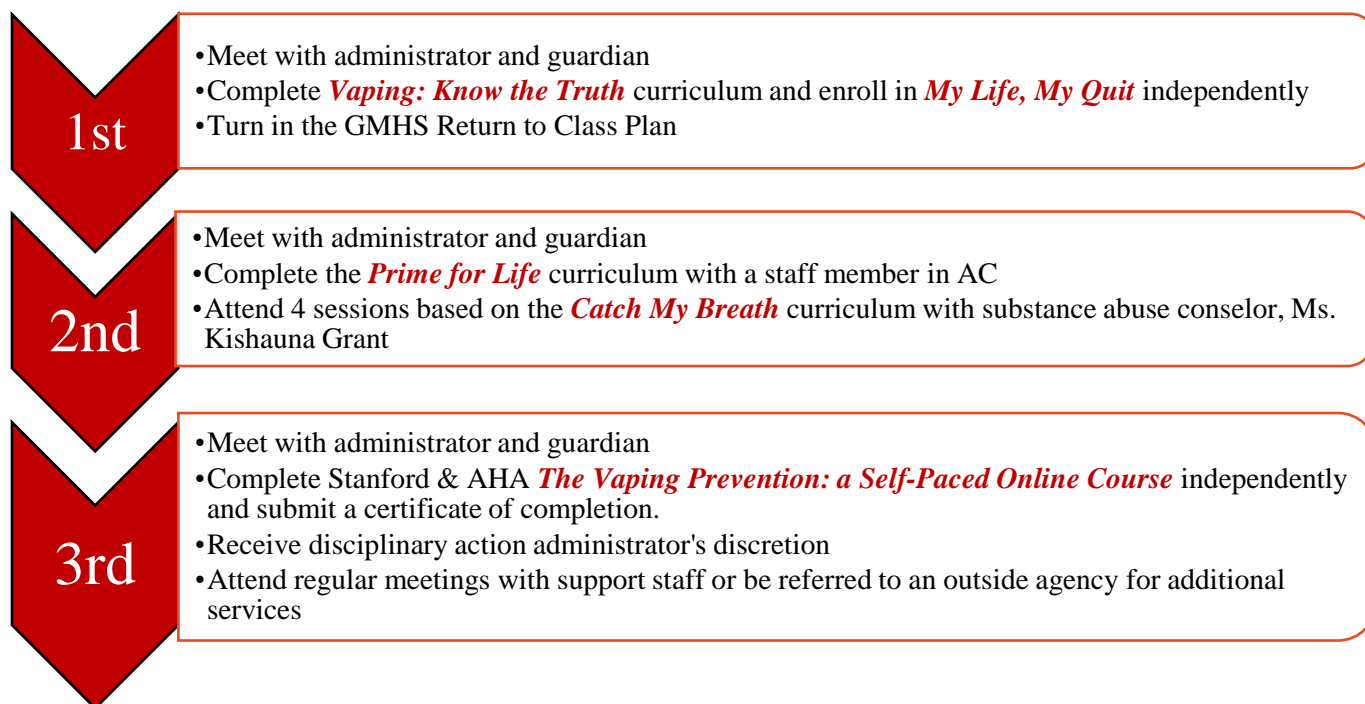 1st
•Meet with administrator and guardian
•Complete Vaping: Know the Truth curriculum and enroll in My Life, My Quit independently
•Turn in the GMHS Return to Class Plan
2nd
•Meet with administrator and guardian
•Complete the Prime for Life curriculum with a staff member in AC
•Attend 4 sessions based on the Catch My Breath curriculum with substance abuse conselor, Ms.
Kishauna Grant
3rd
•Meet with administrator and guardian
•Complete Stanford & AHA The Vaping Prevention: a Self-Paced Online Course independently
and submit a certificate of completion.
•Receive disciplinary action administrator's discretion
•Attend regular meetings with support staff or be referred to an outside agency for additional
services